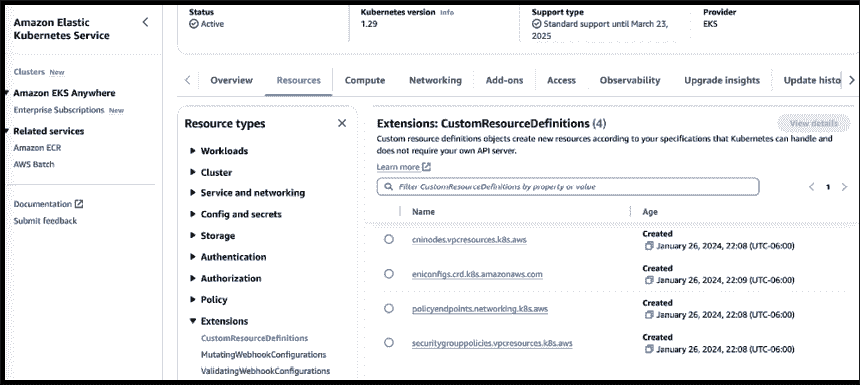 Amazon Elastic
Kubernetes Service
Clusters New
Amazon EKS Anywhere
Enterprise Subscriptions New
Related services
Amazon ECR
AWS Batch
Documentation
Submit feedback
Status
Active
Kubernetes version Info
1.29
Support type
Standard support until March 23,
2025
Provider
EKS
Overview Resources Compute Networking Add-ons Access Observability Upgrade insights Update histo
Resource types
Workloads
Cluster
Service and networking
Config and secrets
Storage
Authentication
Authorization
Policy
Extensions
CustomResourceDefinitions
MutatingWebhookConfigurations
ValidatingWebhookConfigurations
Extensions: CustomResourceDefinitions (4)
View details
Custom resource definitions objects create new resources according to your specifications that Kubernetes can handle and
does not require your own API server.
Learn more
Filter CustomResourceDefinitions by property or value
1
Name Age
cninodes.vpcresources.k8s.aws
Created
January 26, 2024, 22:08 (UTC-06:00)
eniconfigs.crd.k8s.amazonaws.com
Created
January 26, 2024, 22:09 (UTC-06:00)
policyendpoints.networking.k8s.aws
Created
January 26, 2024, 22:08 (UTC-06:00)
securitygrouppolicies.vpcresources.k8s.aws
Created
January 26, 2024, 22:08 (UTC-06:00)